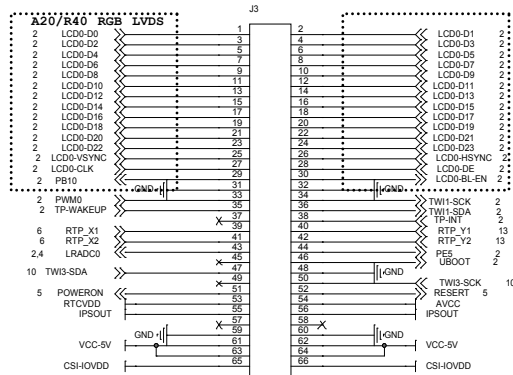 J3
A20/R40 RGB LVDS
2 LCD0-D0 1 2 LCD0-D1 2
2 LCD0-D2 3 4 LCD0-D3 2
2 LCD0-D4 5 6 LCD0-D5 2
2 LCD0-D6 7 8 LCD0-D7 2
2 LCD0-D8 9 10 LCD0-D9 2
2 LCD0-D10 11 12 LCD0-D11 2
2 LCD0-D12 13 14 LCD0-D13 2
2 LCD0-D14 15 16 LCD0-D15 2
2 LCD0-D16 17 18 LCD0-D17 2
2 LCD0-D18 19 20 LCD0-D19 2
2 LCD0-D20 21 22 LCD0-D21 2
2 LCD0-D22 23 24 LCD0-D23 2
2 LCD0-VSYNC 25 26 LCD0-HSYNC 2
2 LCD0-CLK 27 28 LCD0-DE 2
2 PB10 29 30 LCD0-BL-EN 2
GND 31 32 GND
2 PWM0 33 34 TWI1-SCK 2
2 TP-WAKEUP 35 36 TWI1-SDA 2
37 38 TP-INT 2
6 RTP_X1 39 40 RTP_Y1 13
6 RTP_X2 41 42 RTP_Y2 13
2,4 LRADC0 43 44 PE5 2
45 46 UBOOT 2
10 TWI3-SDA 47 48 GND
49 50 TWI3-SCK 10
5 POWERON 51 52 RESERT 5
RTCVDD 53 54 AVCC
IPSOUT 55 56 IPSOUT
57 58
GND 59 60 GND
VCC-5V 61 62 VCC-5V
63 64
CSI-IOVDD 65 66 CSI-IOVDD